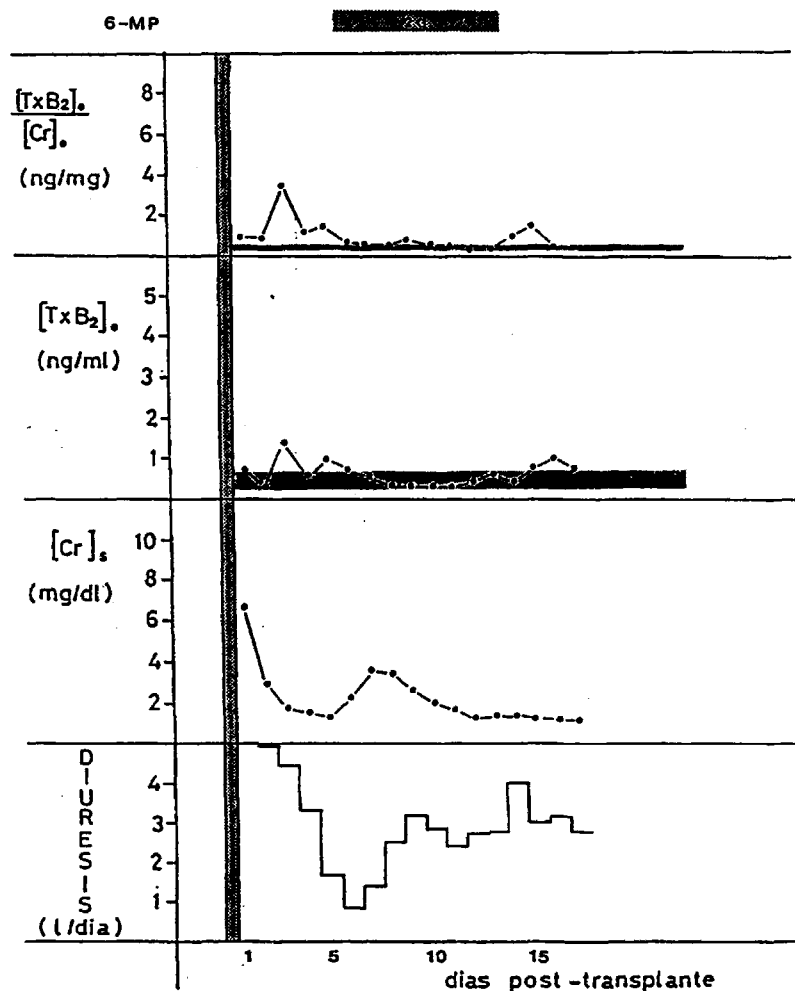 6-MP
[TxB₂]ₒ
[Cr]ₒ
(ng/mg)
8
6
4
2
[TxB₂]ₒ
(ng/ml)
5
4
3
2
1
[Cr]ₛ
(mg/dl)
10
8
6
4
2
DIURESIS
(l/dia)
4
3
2
1
1 5 10 15
dias post-transplante